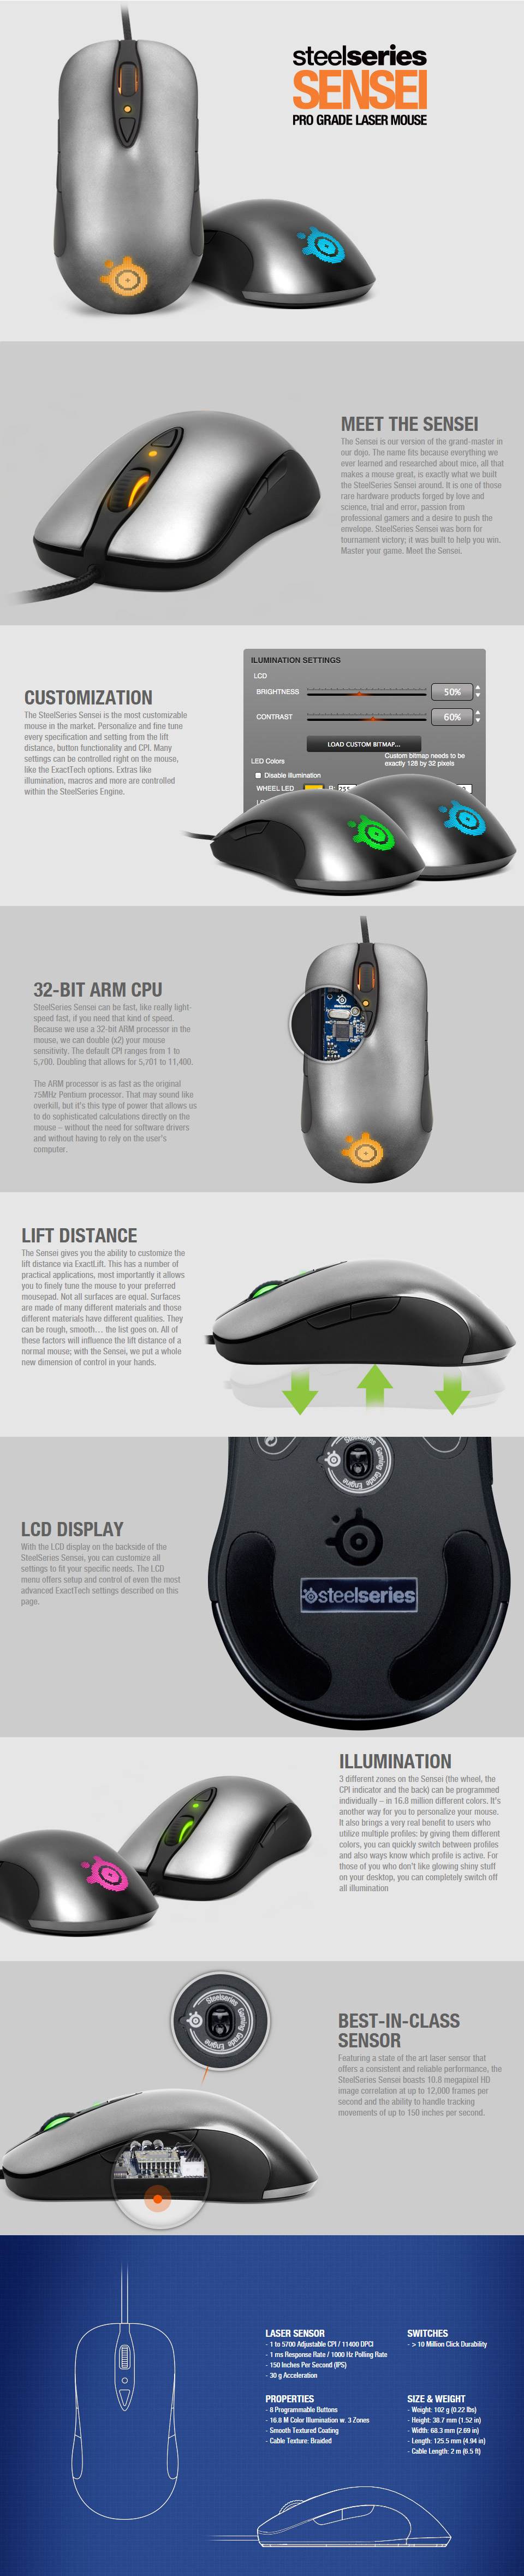 steelseries
SENSEI
PRO GRADE LASER MOUSE
MEET THE SENSEI
The Sensei is our version of the grand-master in
our dojo. The name fits because everything we
ever learned and researched about mice, all that
makes a mouse great, is exactly what we built
the SteelSeries Sensei around. It is one of those
rare hardware products forged by love and
science, trail and error, passion from
professional gamers and a desire to push the
envelope. SteelSeries Sensei was born for
tournament victory; it was built to help you win.
Master your game. Meet the Sensei.
CUSTOMIZATION
The SteelSeries Sensei is the most customizable
mouse in the market. Personalize and fine tune
every specification and setting from the lift
distance, button functionality and CPI. Many
settings can be controlled right on the mouse,
like the ExactTech options. Extras like
illumination, macros and more are controlled
within the SteelSeries Engine.
ILUMINATION SETTINGS
LCD
BRIGHTNESS
50%
CONTRAST
60%
LOAD CUSTOM BITMAP...
Custom bitmap needs to be
exactly 128 by 32 pixels
LED Colors
Disable illumination
WHEEL LED
R:
32-BIT ARM CPU
SteelSeries Sensei can be fast, like really light-
speed fast, if you need that kind of speed.
Because we use a 32-bit ARM processor in the
mouse, we can double (x2) your mouse
sensitivity. The default CPI ranges from 1 to
5,700. Doubling that allows for 5,701 to 11,400.
The ARM processor is as fast as the original
75MHz Pentium processor. That may sound like
overkill, but it's this type of power that allows us
to do sophisticated calculations directly on the
mouse – without the need for software drivers
and without having to rely on the user's
computer.
LIFT DISTANCE
The Sensei gives you the ability to customize the
lift distance via ExactLift. This has a number of
practical applications, most importantly it allows
you to finely tune the mouse to your preferred
mousepad. Not all surfaces are equal. Surfaces
are made of many different materials and those
different materials have different qualities. They
can be rough, smooth... the list goes on. All of
these factors will influence the lift distance of a
normal mouse; with the Sensei, we put a whole
new dimension of control in your hands.
Steelseries Gaming Grade Engine
LCD DISPLAY
With the LCD display on the backside of the
SteelSeries Sensei, you can customize all
settings to fit your specific needs. The LCD
menu offers setup and control of even the most
advanced ExactTech settings described on this
page.
steelseries
ILLUMINATION
3 different zones on the Sensei (the wheel, the
CPI indicator and the back) can be programmed
individually – in 16.8 million different colors. It's
another way for you to personalize your mouse.
It also brings a very real benefit to users who
utilize multiple profiles: by giving them different
colors, you can quickly switch between profiles
and also ways know which profile is active. For
those of you who don't like glowing shiny stuff
on your desktop, you can completely switch off
all illumination
Steelseries Gaming Grade Engine
BEST-IN-CLASS
SENSOR
Featuring a state of the art laser sensor that
offers a consistent and reliable performance, the
SteelSeries Sensei boasts 10.8 megapixel HD
image correlation at up to 12,000 frames per
second and the ability to handle tracking
movements of up to 150 inches per second.
LASER SENSOR
- 1 to 5700 Adjustable CPI / 11400 DPCI
- 1 ms Response Rate / 1000 Hz Polling Rate
- 150 Inches Per Second (IPS)
- 30 g Acceleration
SWITCHES
- > 10 Million Click Durability
PROPERTIES
- 8 Programmable Buttons
- 16.8 M Color Illumination w. 3 Zones
- Smooth Textured Coating
- Cable Texture: Braided
SIZE & WEIGHT
- Weight: 102 g (0.22 lbs)
- Height: 38.7 mm (1.52 in)
- Width: 68.3 mm (2.69 in)
- Length: 125.5 mm (4.94 in)
- Cable Length: 2 m (6.5 ft)